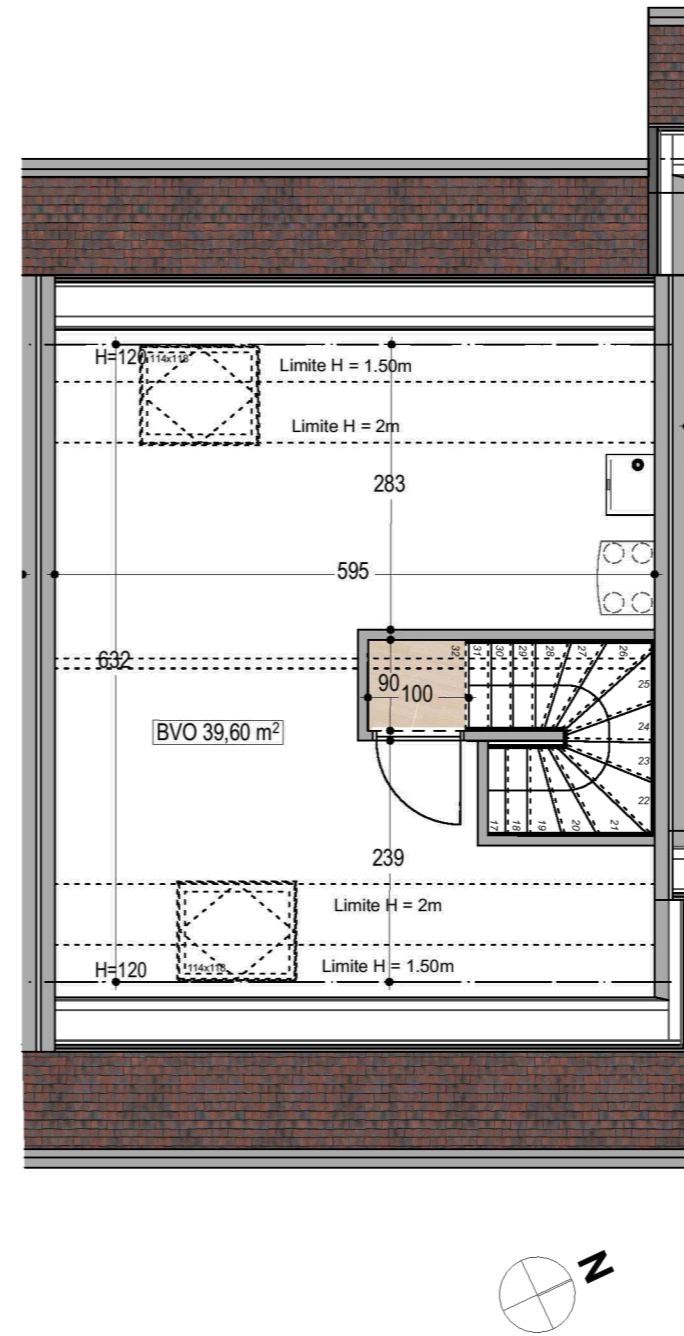 H=120
114x118
Limite H = 1.50m
Limite H = 2m
283
595
632
32
31
30
29
28
27
26
25
24
23
22
21
20
19
18
17
90
100
BVO 39,60 m²
239
Limite H = 2m
H=120
114x118
Limite H = 1.50m
N